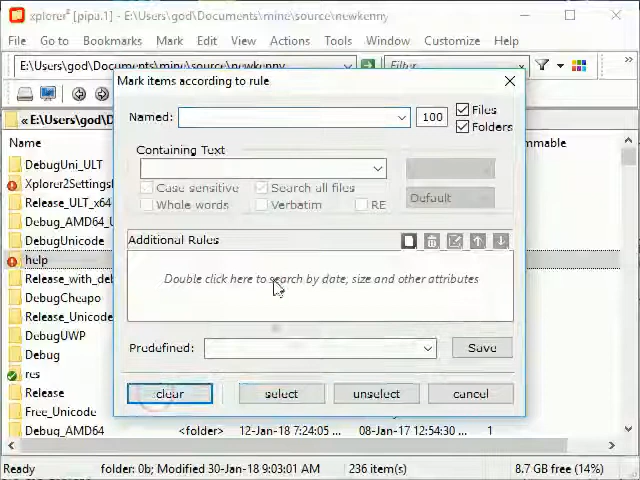 xplorer² [pipu.1] - E:\Users\god\Documents\mine\source\newkenny
File Go to Bookmarks Mark Edit View Actions Tools Window Customize Help
E:\Users\god\Documents\mine\source\newkenny Filter
Mark items according to rule
« E:\Users\god\Docum
Named: 100 Files
Folders
Name
mmable
Containing Text
DebugUni_ULT
Xplorer2Settings
Case sensitive Search all files
Default
Release_ULT_x64
Whole words Verbatim RE
Debug_AMD64_U
DebugUnicode
Additional Rules
help
Release_with_de
Double click here to search by date, size and other attributes
DebugCheapo
Release_Unicode
DebugUWP
Predefined: Save
Debug
res
Release
clear select unselect cancel
Free_Unicode
Debug_AMD64 <folder> 12-Jan-18 7:24:05 ... 08-Jan-17 12:54:30 ... 1
Ready folder: 0b; Modified 30-Jan-18 9:03:01 AM 236 item(s) 8.7 GB free (14%)